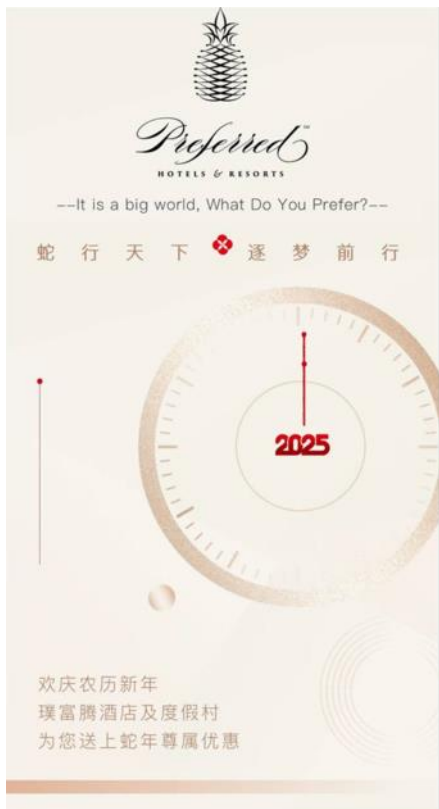 Preferred™
HOTELS & RESORTS
--It is a big world, What Do You Prefer?--
蛇行天下 逐梦前行
2025
欢庆农历新年
璞富腾酒店及度假村
为您送上蛇年尊属优惠